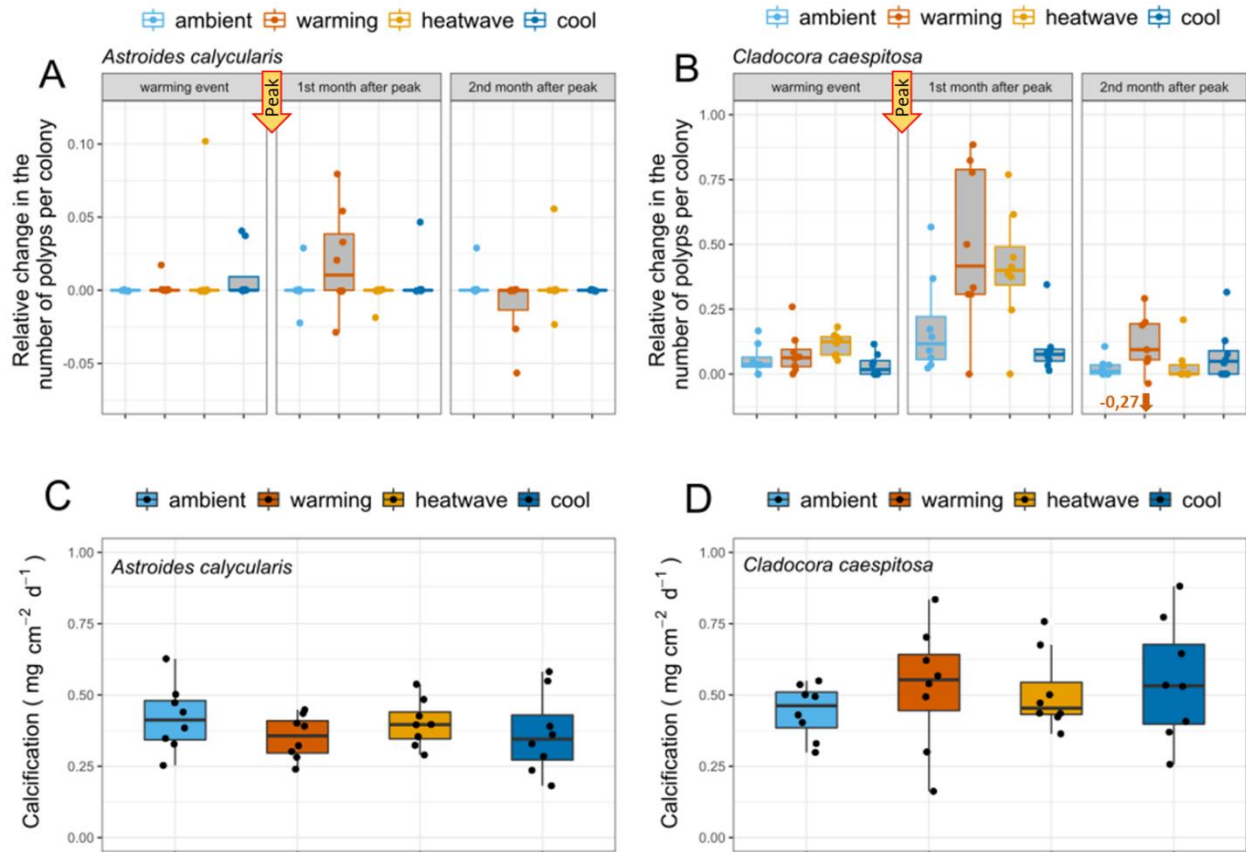 ambient warming heatwave cool
Astroides calycularis
A
warming event
Peak
1st month after peak
2nd month after peak
Relative change in the
number of polyps per colony
0.10
0.05
0.00
-0.05
ambient warming heatwave cool
Cladocora caespitosa
B
warming event
Peak
1st month after peak
2nd month after peak
Relative change in the
number of polyps per colony
1.00
0.75
0.50
0.25
0.00
-0,27
C
ambient warming heatwave cool
Astroides calycularis
Calcification ( mg cm⁻² d⁻¹ )
1.00
0.75
0.50
0.25
0.00
D
ambient warming heatwave cool
Cladocora caespitosa
Calcification ( mg cm⁻² d⁻¹ )
1.00
0.75
0.50
0.25
0.00